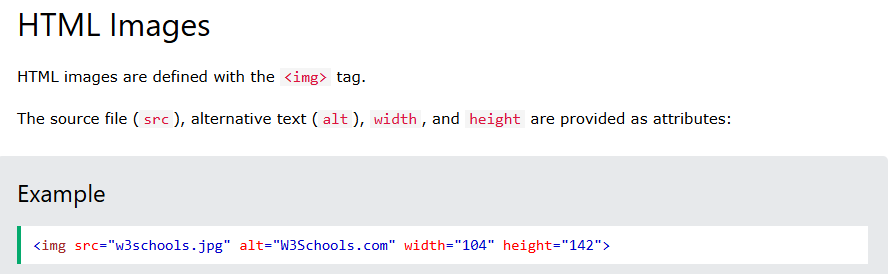 HTML Images
HTML images are defined with the <img> tag.
The source file (src), alternative text (alt), width, and height are provided as attributes:
Example
<img src="w3schools.jpg" alt="W3Schools.com" width="104" height="142">